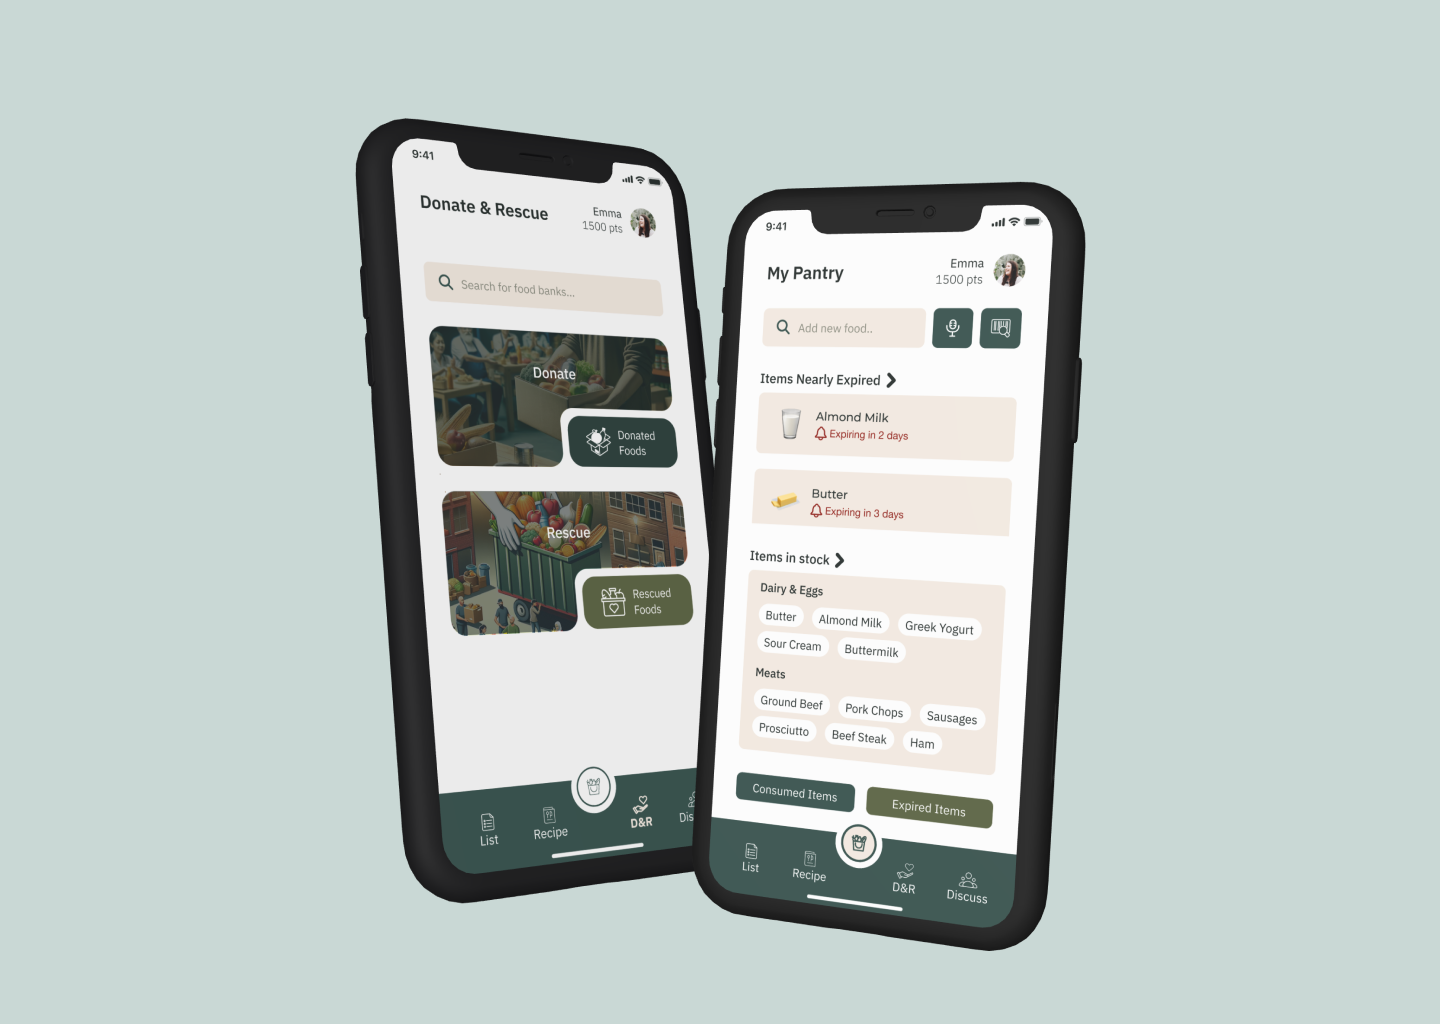 9:41
Donate & Rescue
Emma
1500 pts
Search for food banks...
Donate
Donated
Foods
Rescue
Rescued
Foods
List
Recipe
D&R
Dis
9:41
My Pantry
Emma
1500 pts
Add new food..
Items Nearly Expired
Almond Milk
Expiring in 2 days
Butter
Expiring in 3 days
Items in stock
Dairy & Eggs
Butter Almond Milk Greek Yogurt
Sour Cream Buttermilk
Meats
Ground Beef Pork Chops Sausages
Prosciutto Beef Steak Ham
Consumed Items Expired Items
List
Recipe
D&R
Discuss